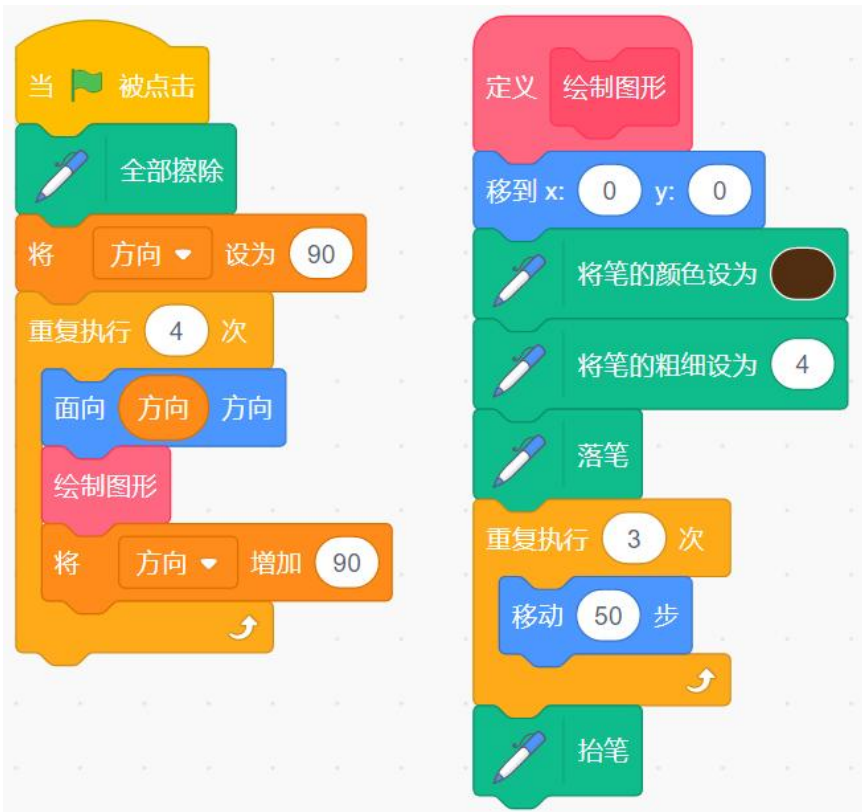 当 被点击
全部擦除
将 方向 设为 90
重复执行 4 次
面向 方向 方向
绘制图形
将 方向 增加 90
定义 绘制图形
移到 x: 0 y: 0
将笔的颜色设为
将笔的粗细设为 4
落笔
重复执行 3 次
移动 50 步
抬笔